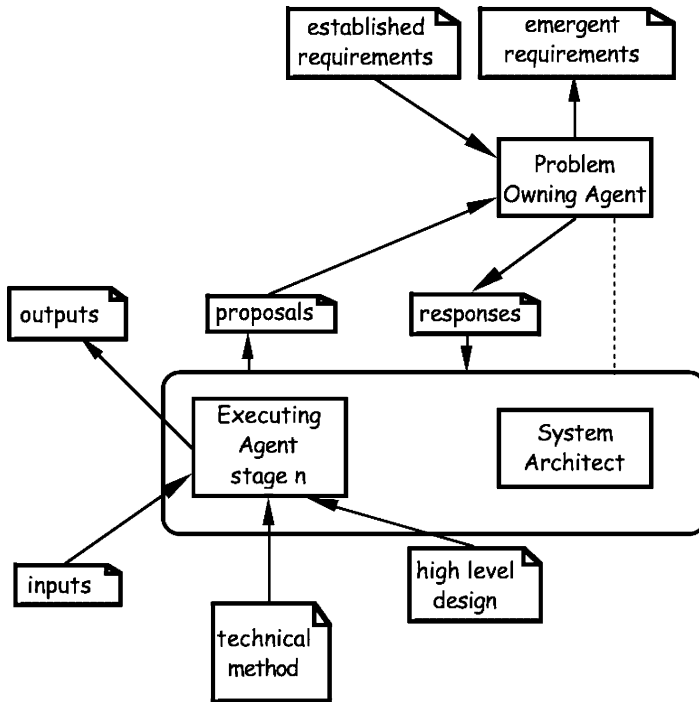 established
requirements
emergent
requirements
Problem
Owning Agent
outputs
proposals
responses
Executing
Agent
stage n
System
Architect
inputs
high level
design
technical
method